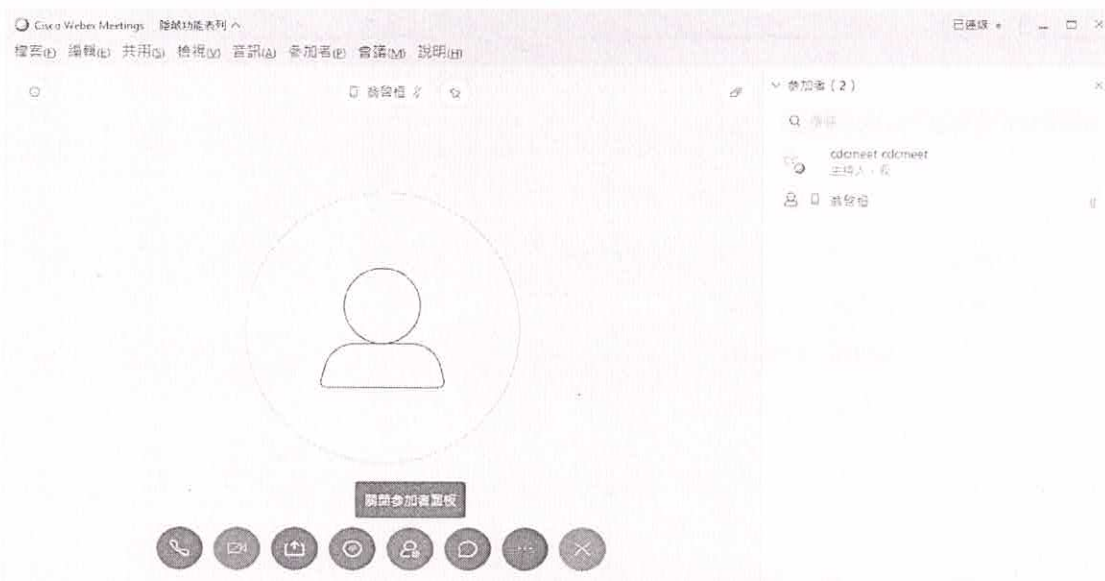 Cisco Webex Meetings 隱藏功能表列 ^
已連線
檔案(F) 編輯(E) 共用(S) 檢視(V) 音訊(A) 參加者(P) 會議(M) 說明(H)
參加者 (2)
搜尋
cdcmeet cdcmeet
主持人，我
關閉參加者面板